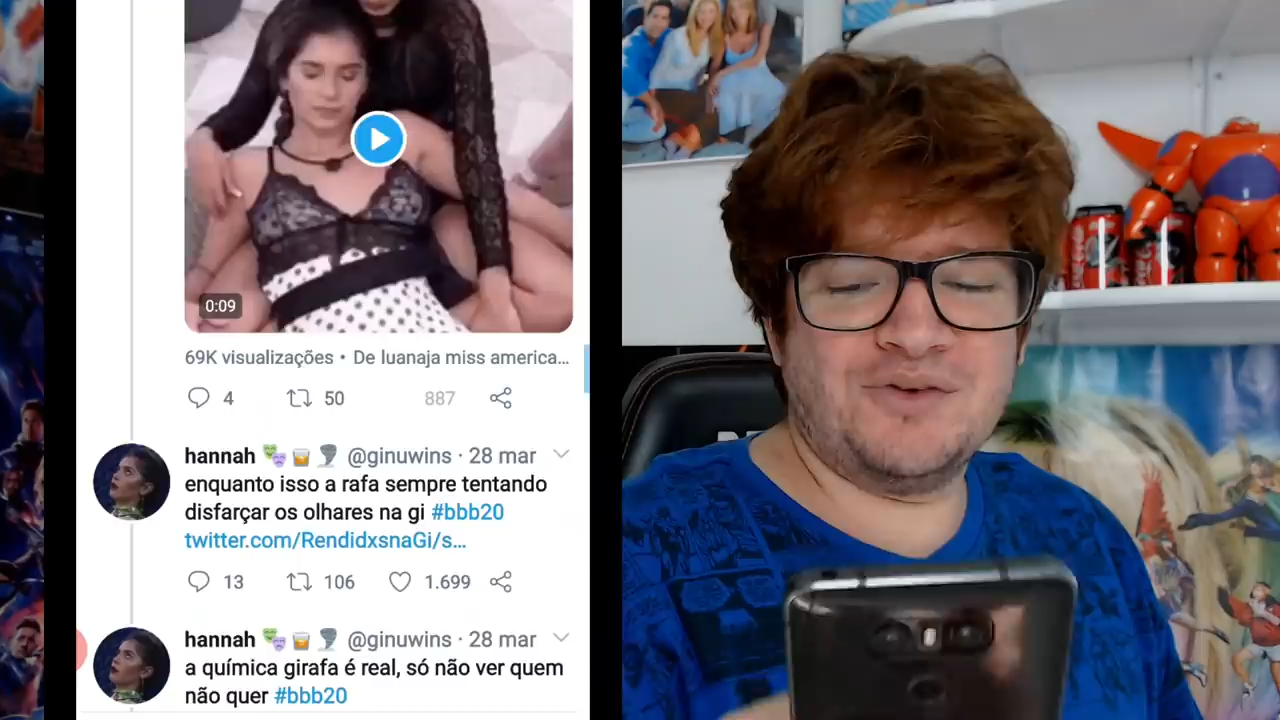 0:09
69K visualizações • De luanaja miss america...
4 50 887
hannah @ginuwins · 28 mar
enquanto isso a rafa sempre tentando
disfarçar os olhares na gi #bbb20
twitter.com/RendidxsnaGi/s...
13 106 1.699
hannah @ginuwins · 28 mar
a química girafa é real, só não ver quem
não quer #bbb20